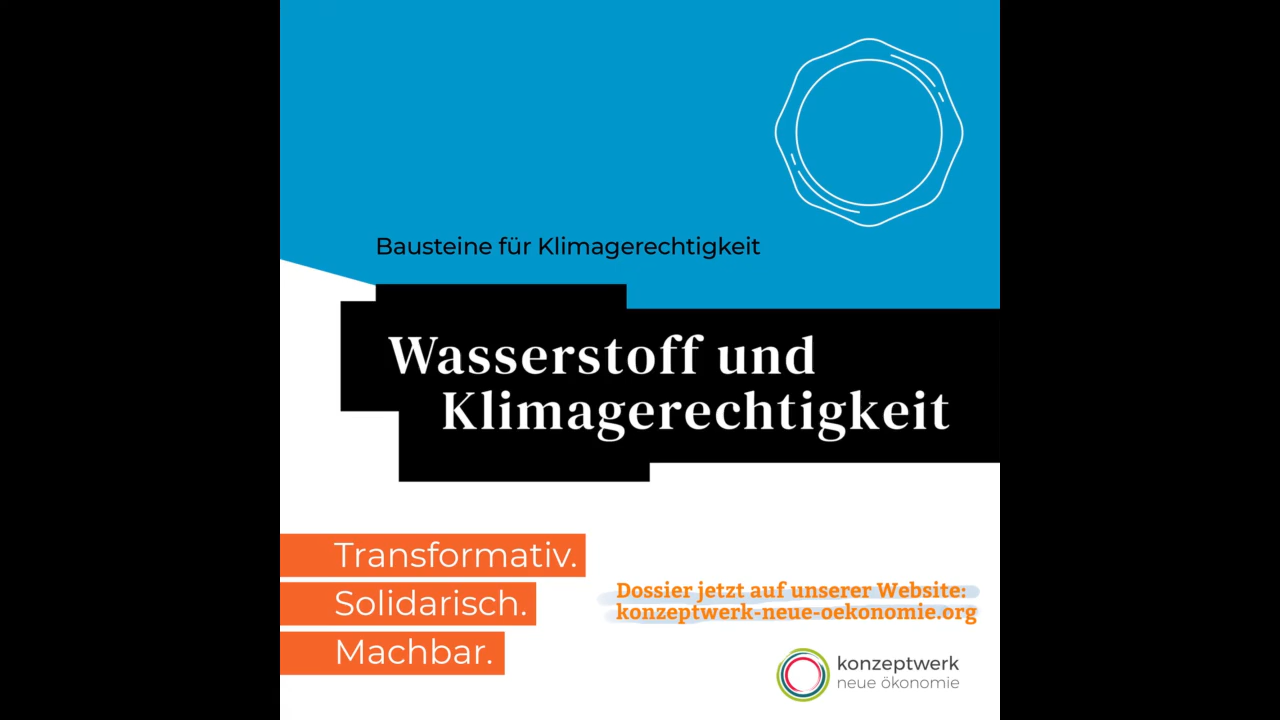 Bausteine für Klimagerechtigkeit
Wasserstoff und
Klimagerechtigkeit
Transformativ.
Solidarisch.
Machbar.
Dossier jetzt auf unserer Website:
konzeptwerk-neue-oekonomie.org
konzeptwerk
neue ökonomie